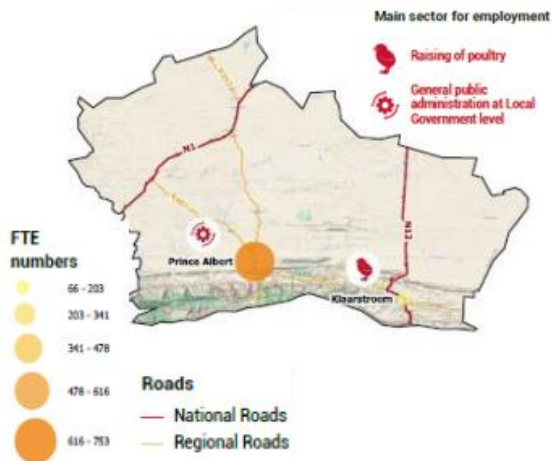 Main sector for employment
Raising of poultry
General public
administration at Local
Government level
N1
N12
Prince Albert
Klaarstroom
FTE
numbers
66 - 203
203 - 341
341 - 478
478 - 616
616 - 753
Roads
National Roads
Regional Roads